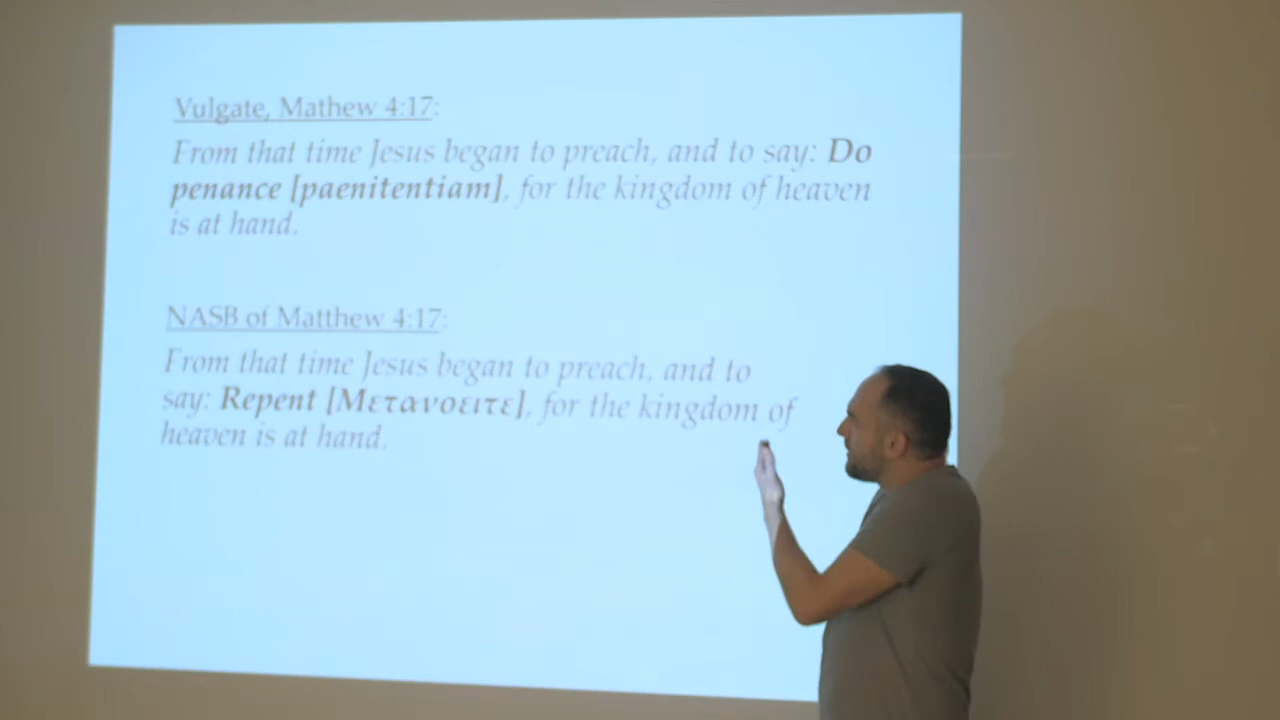 Vulgate, Mathew 4:17:
From that time Jesus began to preach, and to say: Do
penance [paenitentiam], for the kingdom of heaven
is at hand.
NASB of Matthew 4:17:
From that time Jesus began to preach, and to
say: Repent [Μετανοειτε], for the kingdom of
heaven is at hand.